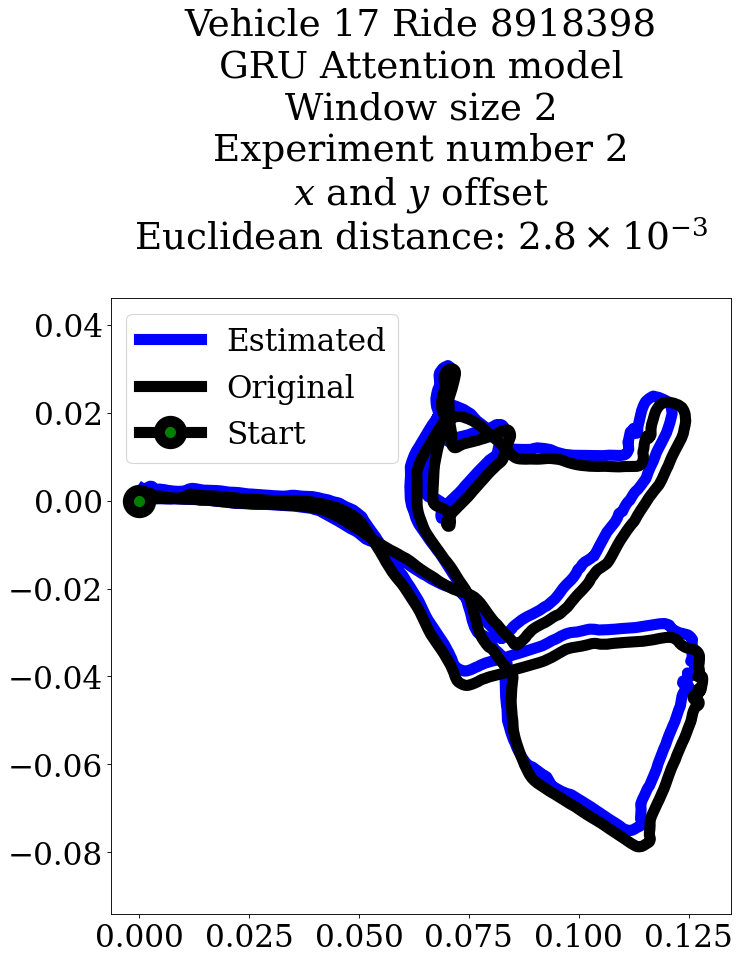 Vehicle 17 Ride 8918398
GRU Attention model
Window size 2
Experiment number 2
x and y offset
Euclidean distance: 2.8 × 10⁻³
Estimated
Original
Start
0.04
0.02
0.00
−0.02
−0.04
−0.06
−0.08
0.000 0.025 0.050 0.075 0.100 0.125